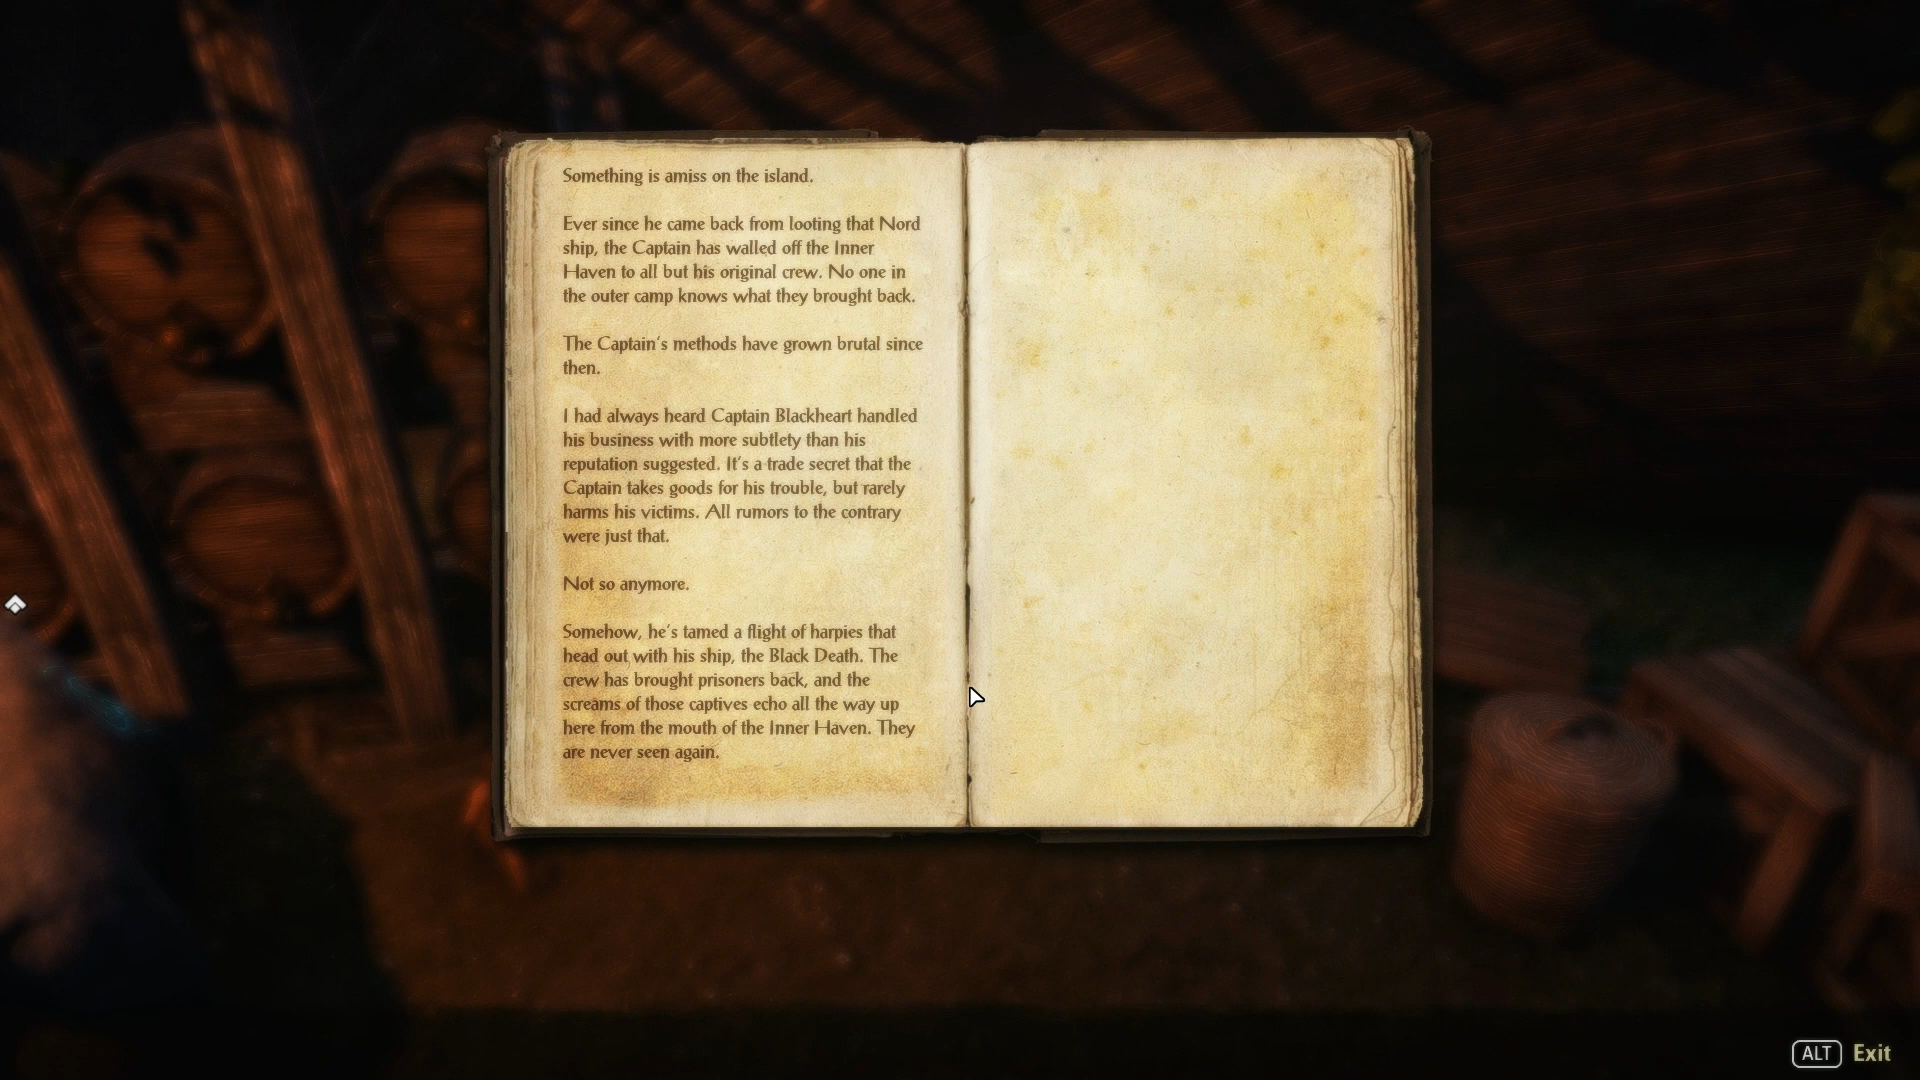 Something is amiss on the island.
Ever since he came back from looting that Nord
ship, the Captain has walled off the Inner
Haven to all but his original crew. No one in
the outer camp knows what they brought back.
The Captain's methods have grown brutal since
then.
I had always heard Captain Blackheart handled
his business with more subtlety than his
reputation suggested. It's a trade secret that the
Captain takes goods for his trouble, but rarely
harms his victims. All rumors to the contrary
were just that.
Not so anymore.
Somehow, he's tamed a flight of harpies that
head out with his ship, the Black Death. The
crew has brought prisoners back, and the
screams of those captives echo all the way up
here from the mouth of the Inner Haven. They
are never seen again.
ALT Exit